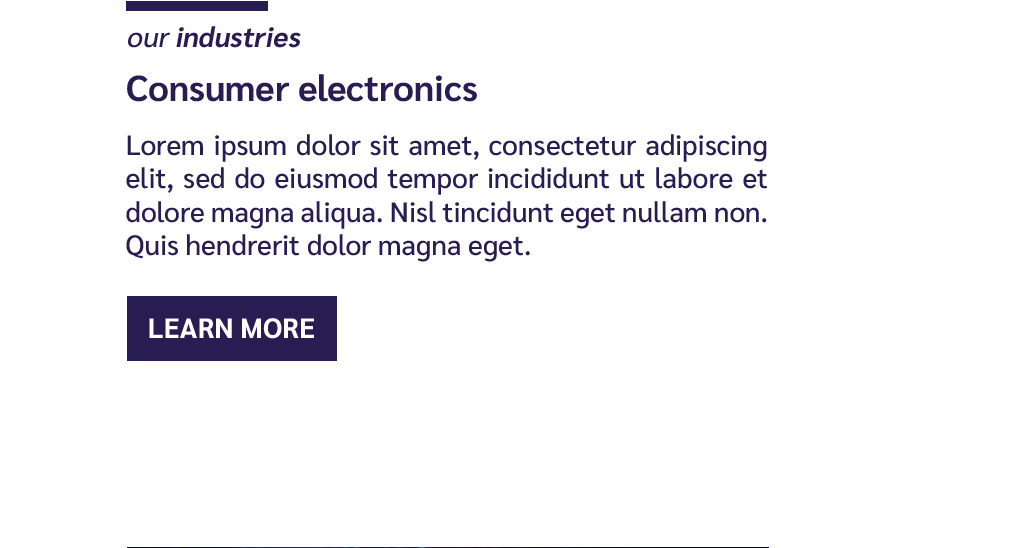 our industries
Consumer electronics
Lorem ipsum dolor sit amet, consectetur adipiscing
elit, sed do eiusmod tempor incididunt ut labore et
dolore magna aliqua. Nisl tincidunt eget nullam non.
Quis hendrerit dolor magna eget.
LEARN MORE